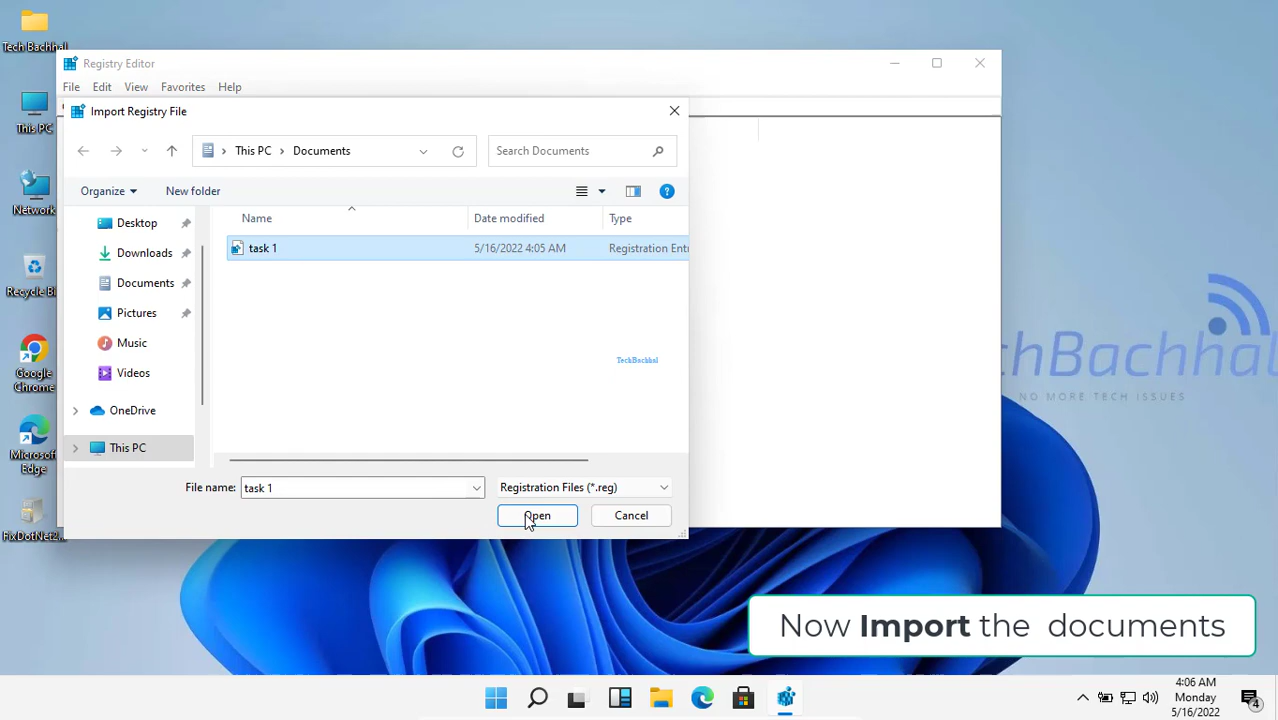 Tech Bachhal
This PC
Network
Recycle Bi
Google
Chrome
Microsoft
Edge
FixDotNet2...
Registry Editor
File Edit View Favorites Help
Import Registry File
This PC > Documents
Search Documents
Organize New folder
Name Date modified Type
Desktop
Downloads
Documents
Pictures
Music
Videos
OneDrive
This PC
task 1 5/16/2022 4:05 AM Registration Entr
TechBachhal
File name: task 1 Registration Files (*.reg)
Open Cancel
chBachhal
NO MORE TECH ISSUES
Now Import the documents
4:06 AM
Monday
5/16/2022
4